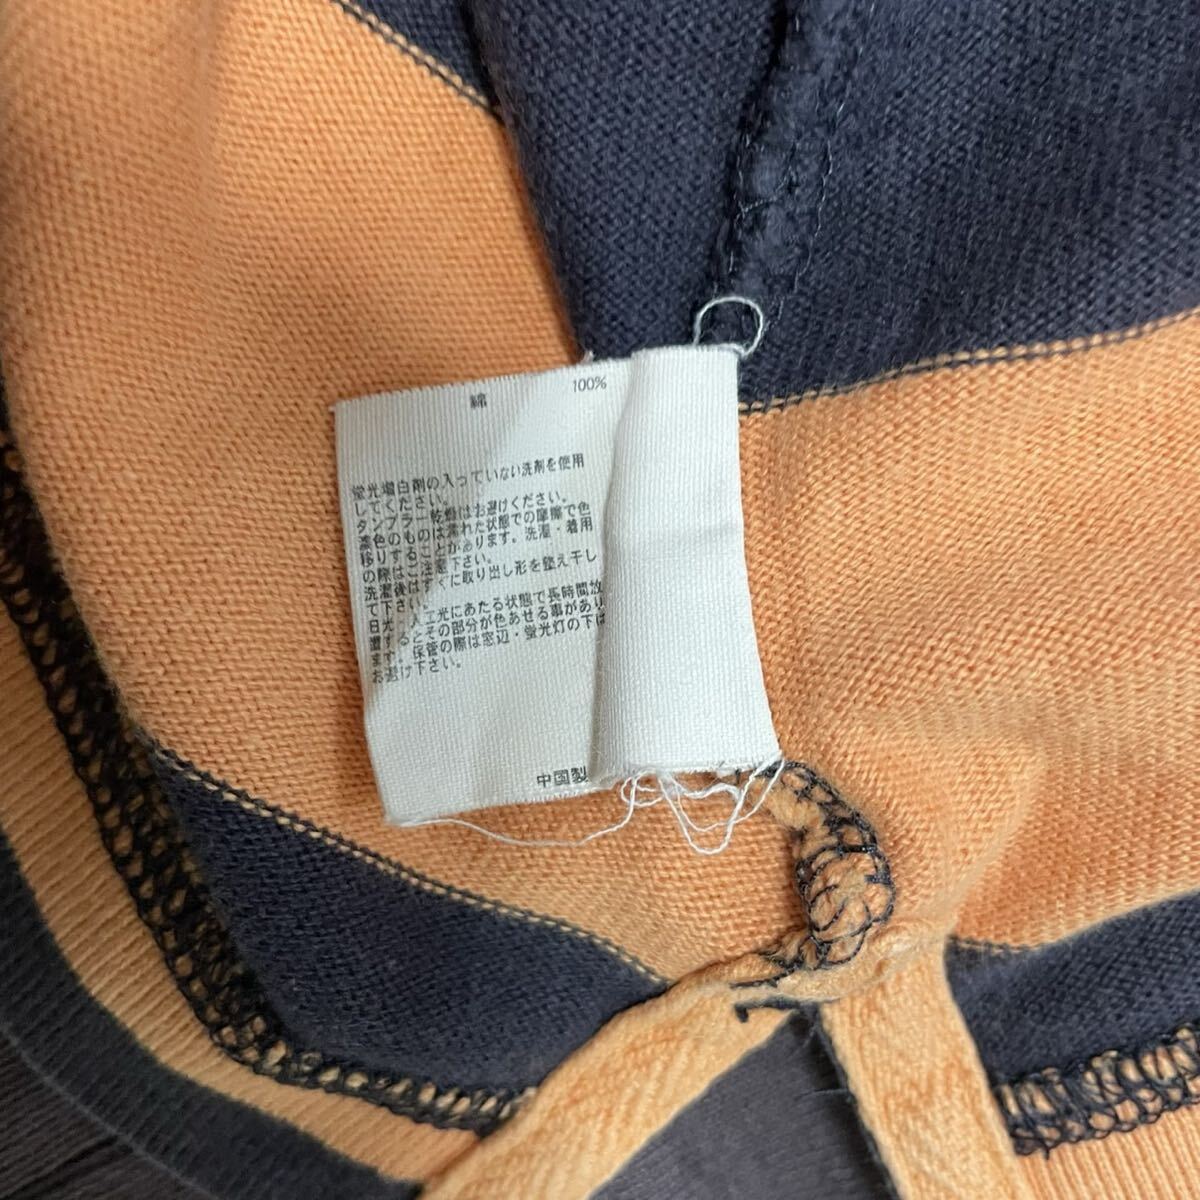 綿 100%
蛍光増白剤の入っていない洗剤を使用
してください。
タンブラー乾燥はお避けください。
濃色のものは濡れた状態での摩擦で色
移りすることがあります。洗濯・着用
の際はご注意下さい。
洗濯後はすぐに取り出し形を整え干し
て下さい。
日光
光にあたる状態で長時間放
置する
の部分が色あせる事があり
ます。保管の際は窓辺・蛍光灯の下は
お避け下さい。
中国製